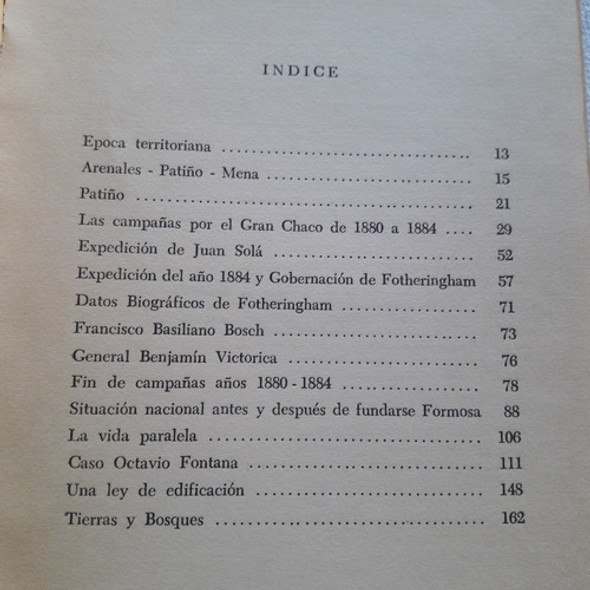 INDICE
Epoca territoriana ................................ 13
Arenales - Patiño - Mena ........................... 15
Patiño ............................................ 21
Las campañas por el Gran Chaco de 1880 a 1884 .... 29
Expedición de Juan Solá .......................... 52
Expedición del año 1884 y Gobernación de Fotheringham 57
Datos Biográficos de Fotheringham .................. 71
Francisco Basiliano Bosch .......................... 73
General Benjamín Victorica ........................ 76
Fin de campañas años 1880 - 1884 .................. 78
Situación nacional antes y después de fundarse Formosa 88
La vida paralela ................................... 106
Caso Octavio Fontana .............................. 111
Una ley de edificación ............................. 148
Tierras y Bosques .................................. 162